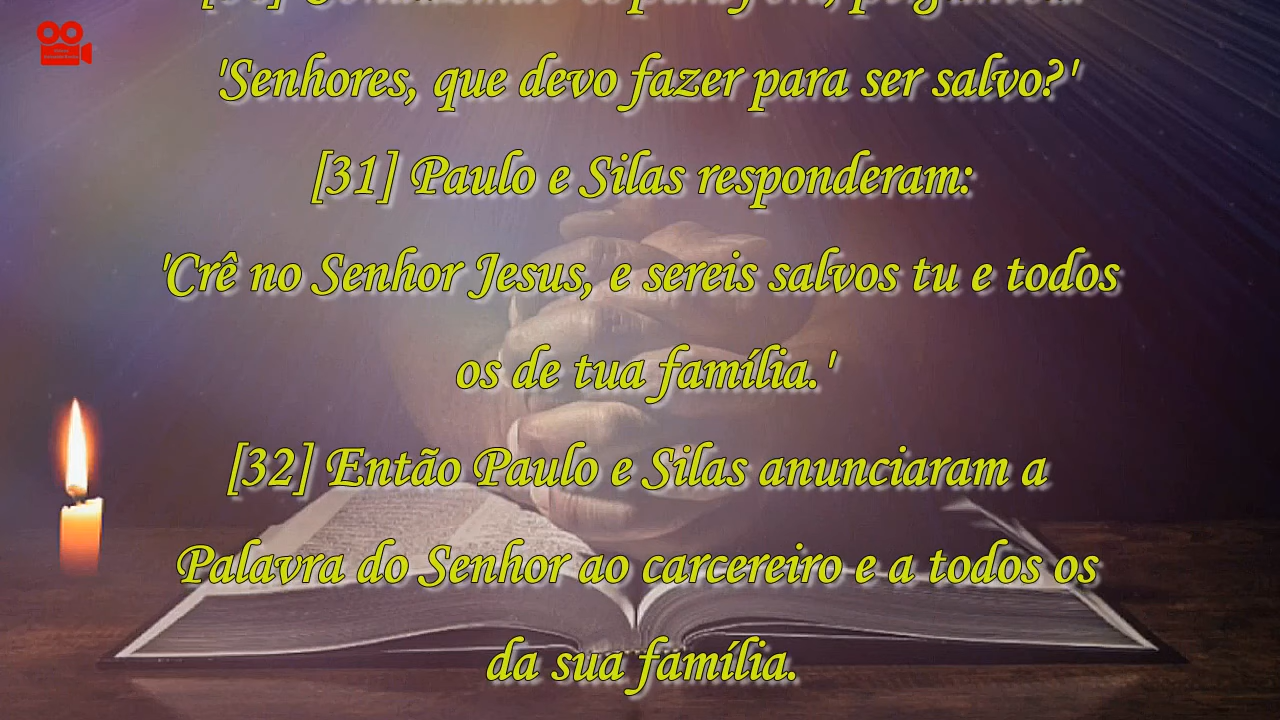 'Senhores, que devo fazer para ser salvo?'
[31] Paulo e Silas responderam:
'Crê no Senhor Jesus, e sereis salvos tu e todos
os de tua família.'
[32] Então Paulo e Silas anunciaram a
Palavra do Senhor ao carcereiro e a todos os
da sua família.